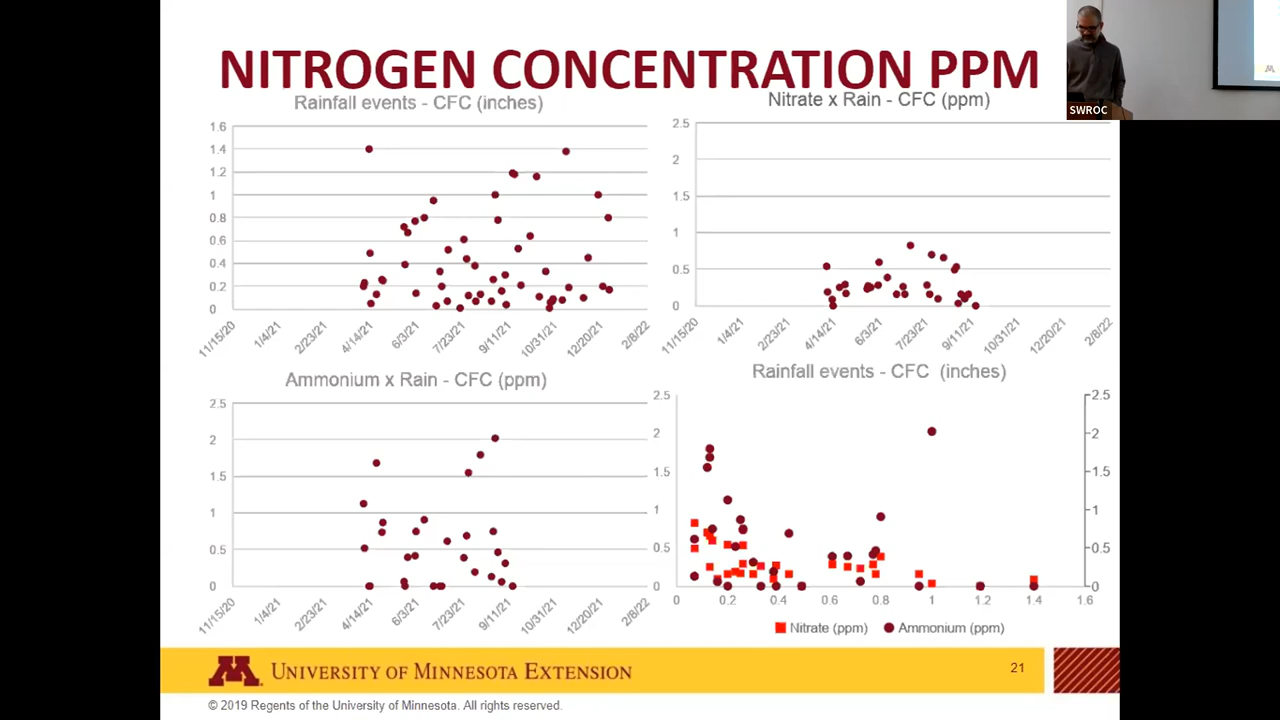 NITROGEN CONCENTRATION PPM
SWROC
Rainfall events - CFC (inches)
1.6
1.4
1.2
1
0.8
0.6
0.4
0.2
0
11/15/20 1/4/21 2/23/21 4/14/21 6/3/21 7/23/21 9/11/21 10/31/21 12/20/21 2/8/22
Nitrate x Rain - CFC (ppm)
2.5
2
1.5
1
0.5
0
11/15/20 1/4/21 2/23/21 4/14/21 6/3/21 7/23/21 9/11/21 10/31/21 12/20/21 2/8/22
Ammonium x Rain - CFC (ppm)
2.5
2
1.5
1
0.5
0
11/15/20 1/4/21 2/23/21 4/14/21 6/3/21 7/23/21 9/11/21 10/31/21 12/20/21 2/8/22
Rainfall events - CFC (inches)
2.5 2.5
2 2
1.5 1.5
1 1
0.5 0.5
0 0
0 0.2 0.4 0.6 0.8 1 1.2 1.4 1.6
Nitrate (ppm) Ammonium (ppm)
M UNIVERSITY OF MINNESOTA EXTENSION
21
© 2019 Regents of the University of Minnesota. All rights reserved.